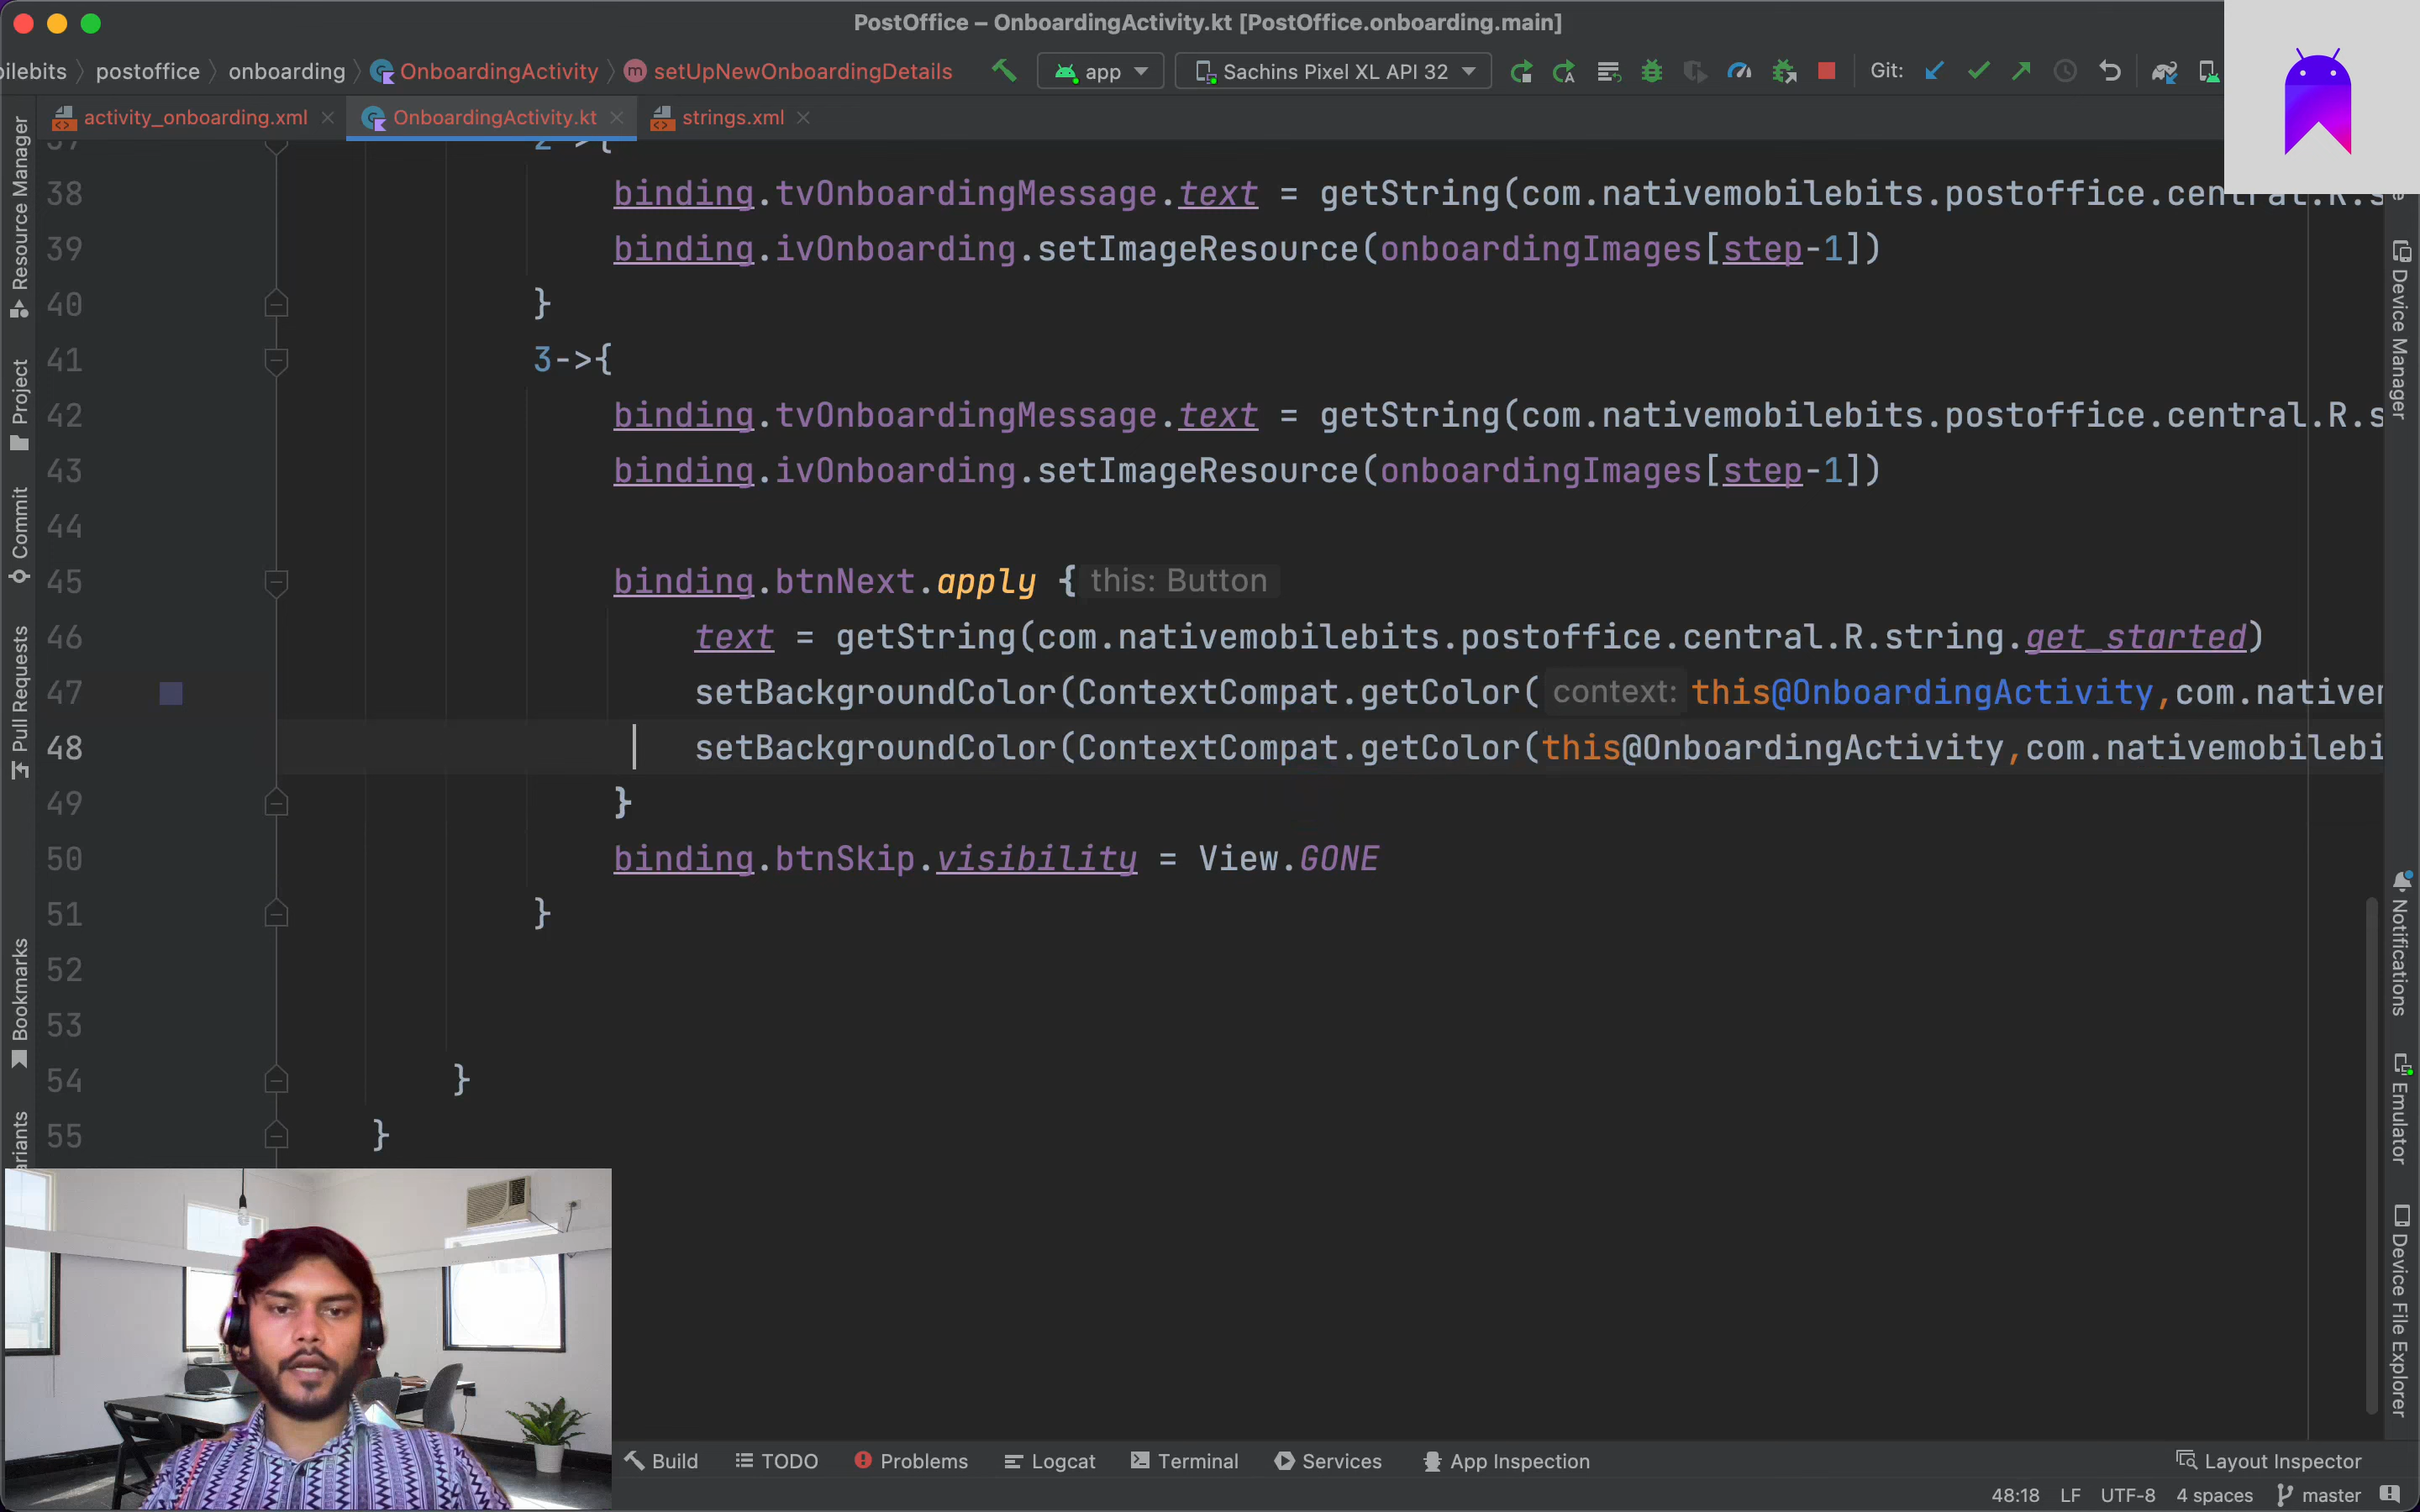 PostOffice – OnboardingActivity.kt [PostOffice.onboarding.main]
ilebits postoffice onboarding OnboardingActivity setUpNewOnboardingDetails app Sachins Pixel XL API 32 Git:
activity_onboarding.xml OnboardingActivity.kt strings.xml
37 2 ->{
38 binding.tvOnboardingMessage.text = getString(com.nativemobilebits.postoffice.central.R.s
39 binding.ivOnboarding.setImageResource(onboardingImages[step-1])
40 }
41 3->{
42 binding.tvOnboardingMessage.text = getString(com.nativemobilebits.postoffice.central.R.s
43 binding.ivOnboarding.setImageResource(onboardingImages[step-1])
44
45 binding.btnNext.apply { this: Button
46 text = getString(com.nativemobilebits.postoffice.central.R.string.get_started)
47 setBackgroundColor(ContextCompat.getColor( context: this@OnboardingActivity,com.native
48 setBackgroundColor(ContextCompat.getColor(this@OnboardingActivity,com.nativemobilebi
49 }
50 binding.btnSkip.visibility = View.GONE
51 }
52
53
54 }
55 }
Resource Manager
Project
Commit
Pull Requests
Bookmarks
ariants
Device Manager
Notifications
Emulator
Device File Explorer
Build TODO Problems Logcat Terminal Services App Inspection Layout Inspector
48:18 LF UTF-8 4 spaces master